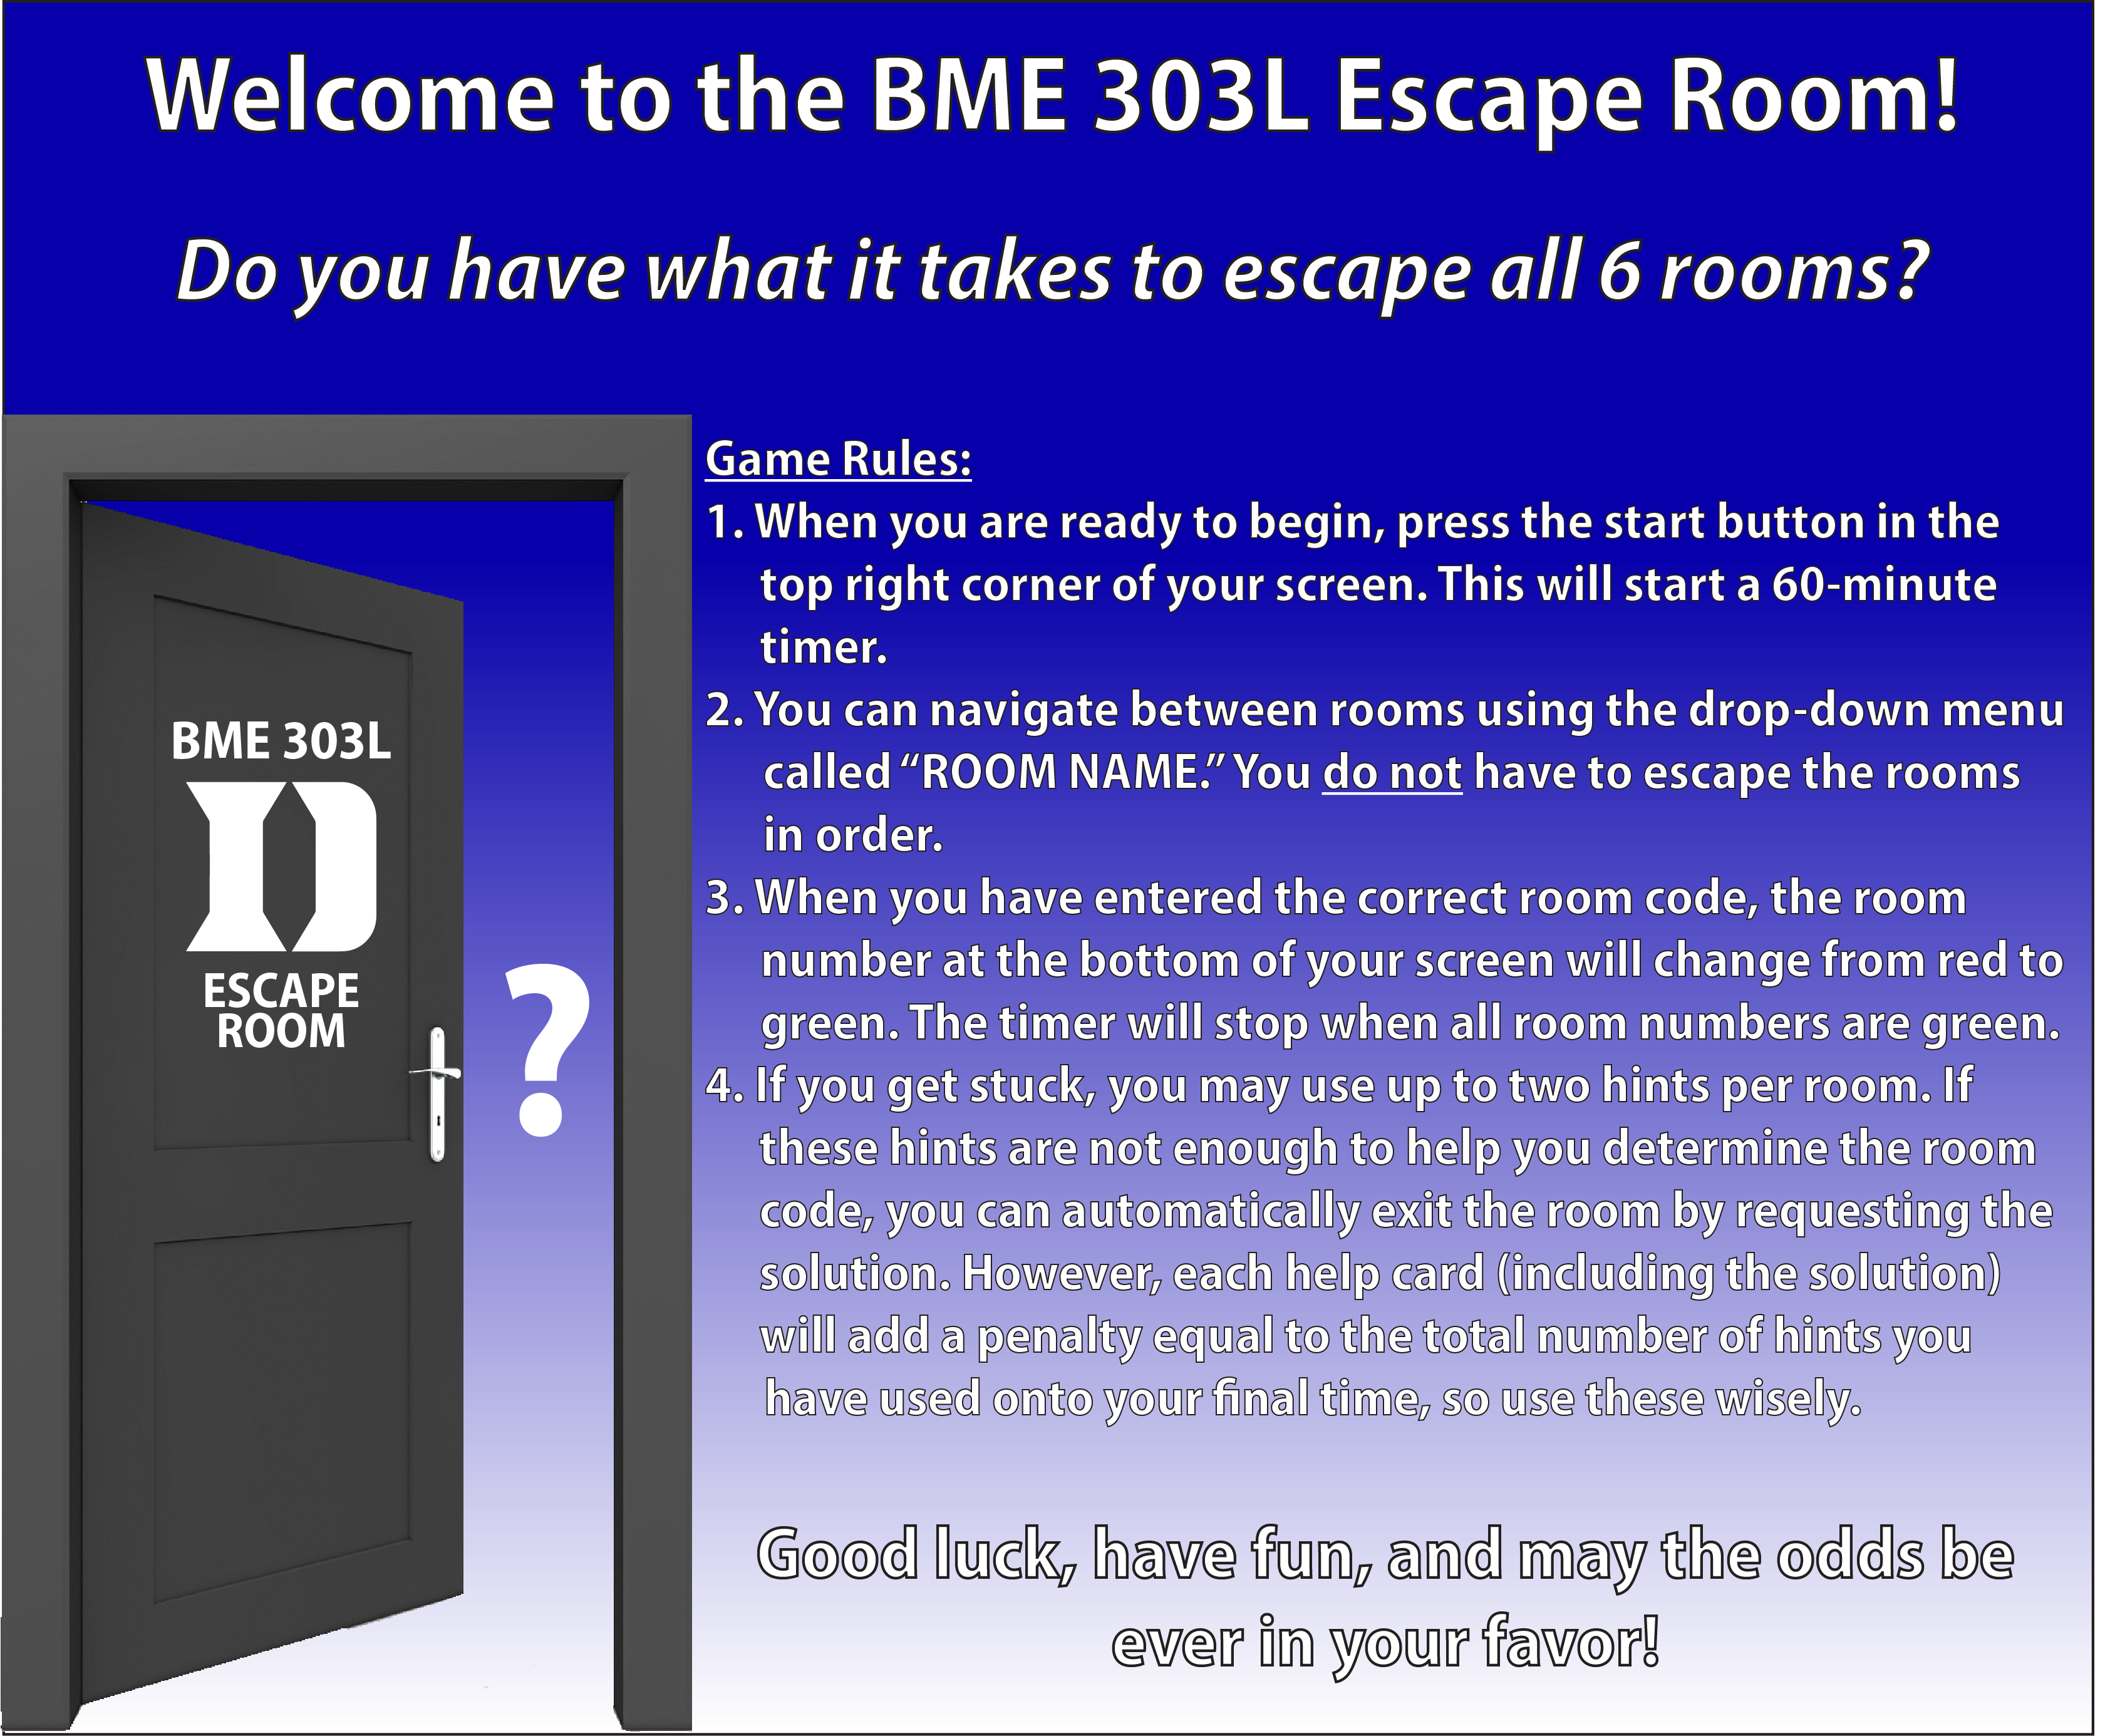 Welcome to the BME 303L Escape Room!
Do you have what it takes to escape all 6 rooms?
Game Rules:
1. When you are ready to begin, press the start button in the
top right corner of your screen. This will start a 60-minute
timer.
2. You can navigate between rooms using the drop-down menu
called “ROOM NAME.” You do not have to escape the rooms
in order.
3. When you have entered the correct room code, the room
number at the bottom of your screen will change from red to
green. The timer will stop when all room numbers are green.
4. If you get stuck, you may use up to two hints per room. If
these hints are not enough to help you determine the room
code, you can automatically exit the room by requesting the
solution. However, each help card (including the solution)
will add a penalty equal to the total number of hints you
have used onto your final time, so use these wisely.
Good luck, have fun, and may the odds be
ever in your favor!
BME 303L
D
ESCAPE
ROOM
?